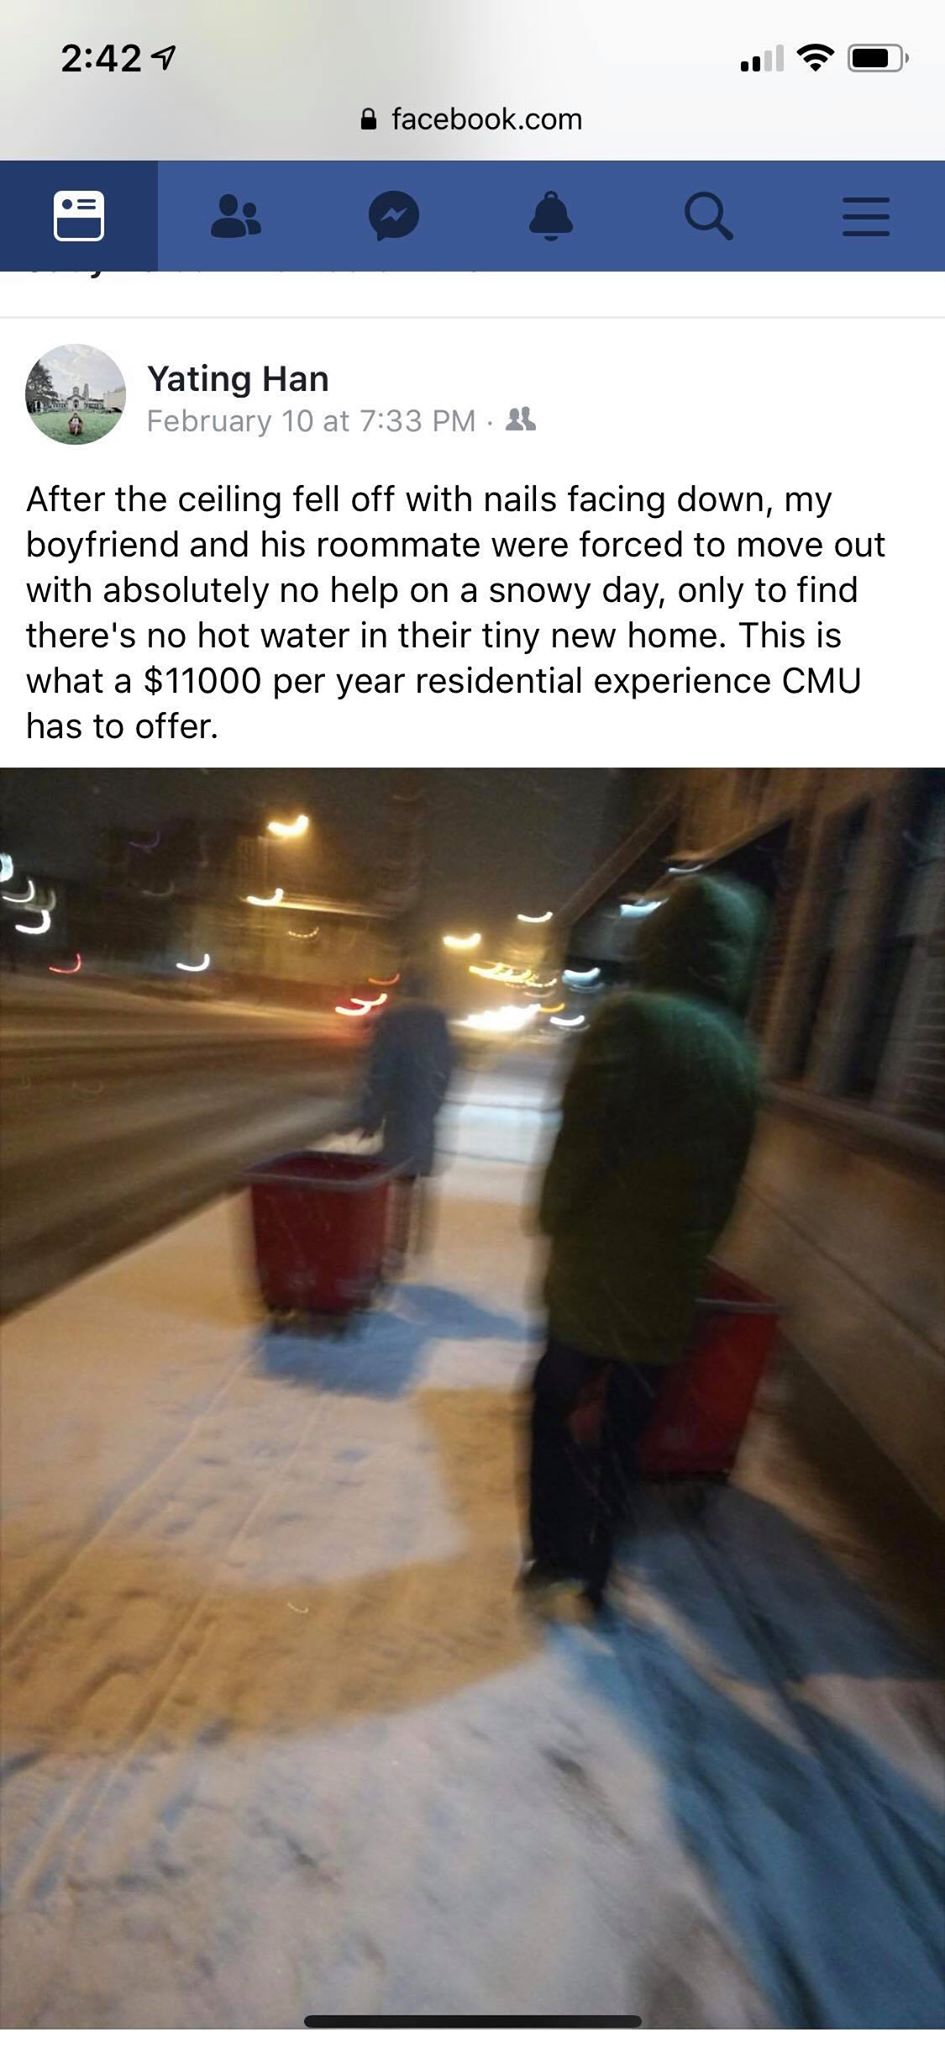 2:42
facebook.com
Yating Han
February 10 at 7:33 PM ·
After the ceiling fell off with nails facing down, my
boyfriend and his roommate were forced to move out
with absolutely no help on a snowy day, only to find
there's no hot water in their tiny new home. This is
what a $11000 per year residential experience CMU
has to offer.